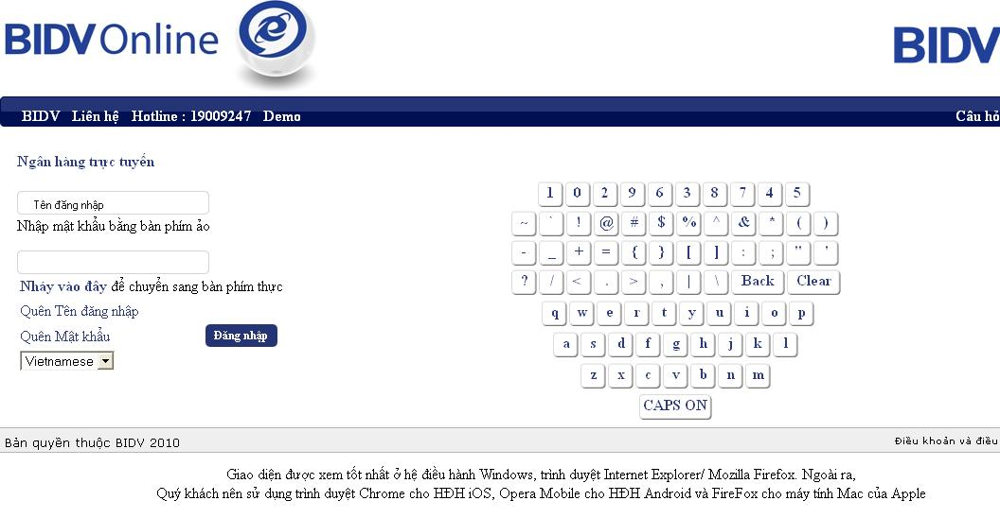 BIDV Online
BIDV
BIDV Liên hệ Hotline : 19009247 Demo
Câu hỏ
Ngân hàng trực tuyến
Tên đăng nhập
Nhập mật khẩu bằng bàn phím ảo
Nháy vào đây để chuyển sang bàn phím thực
Quên Tên đăng nhập
Quên Mật khẩu
Đăng nhập
Vietnamese
1 0 2 9 6 3 8 7 4 5
~ ` ! @ # $ % ^ & * ( )
- _ + = { } [ ] : ; " '
? / < . > , | \ Back Clear
q w e r t y u i o p
a s d f g h j k l
z x c v b n m
CAPS ON
Bản quyền thuộc BIDV 2010
Điều khoản và điều
Giao diện được xem tốt nhất ở hệ điều hành Windows, trình duyệt Internet Explorer/ Mozilla Firefox. Ngoài ra,
Quý khách nên sử dụng trình duyệt Chrome cho HĐH iOS, Opera Mobile cho HĐH Android và FireFox cho máy tính Mac của Apple